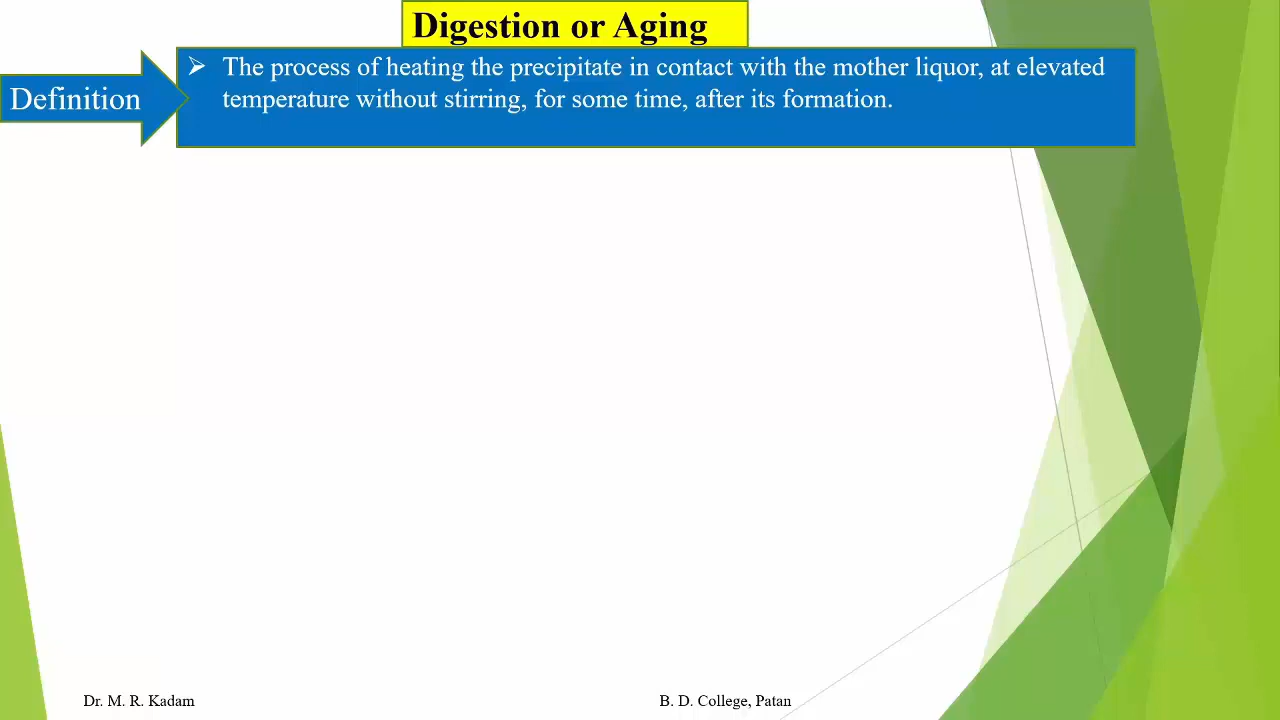 Digestion or Aging
Definition
➢ The process of heating the precipitate in contact with the mother liquor, at elevated
temperature without stirring, for some time, after its formation.
Dr. M. R. Kadam
B. D. College, Patan